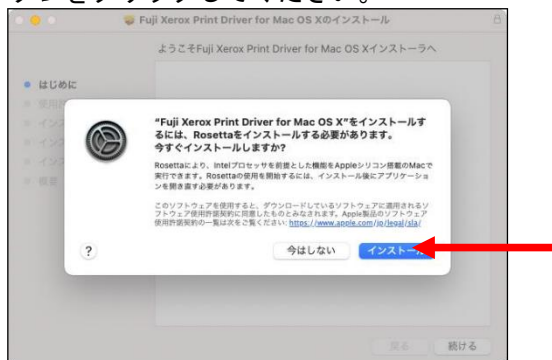 ンをクリックしてください。
Fuji Xerox Print Driver for Mac OS Xのインストール
ようこそFuji Xerox Print Driver for Mac OS Xインストーラへ
はじめに
"Fuji Xerox Print Driver for Mac OS X"をインストールす
るには、Rosettaをインストールする必要があります。
今すぐインストールしますか?
Rosettaにより、Intelプロセッサを前提とした機能をAppleシリコン搭載のMacで
実行できます。Rosettaの使用を開始するには、インストール後にアプリケーショ
ンを開き直す必要があります。
このソフトウェアを使用すると、ダウンロードしているソフトウェアに適用されるソ
フトウェア使用許諾契約に同意したものとみなされます。Apple製品のソフトウェア
使用許諾契約の一覧は次をご覧ください: https://www.apple.com/jp/legal/sla/
?
今はしない
インストール
戻る
続ける